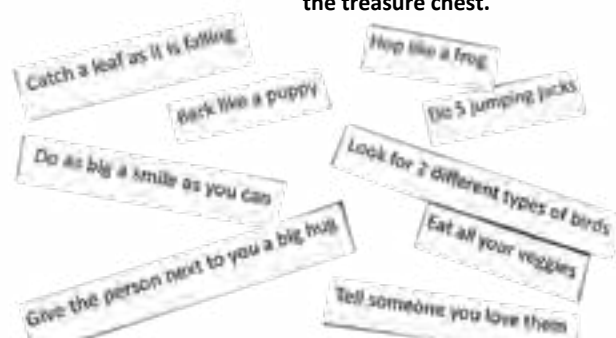 the treasure chest.
Catch a leaf as it is falling
Hop like a frog
Bark like a puppy
Do 5 jumping jacks
Do as big a smile as you can
Look for 2 different types of birds
Give the person next to you a big hug
Eat all your veggies
Tell someone you love them